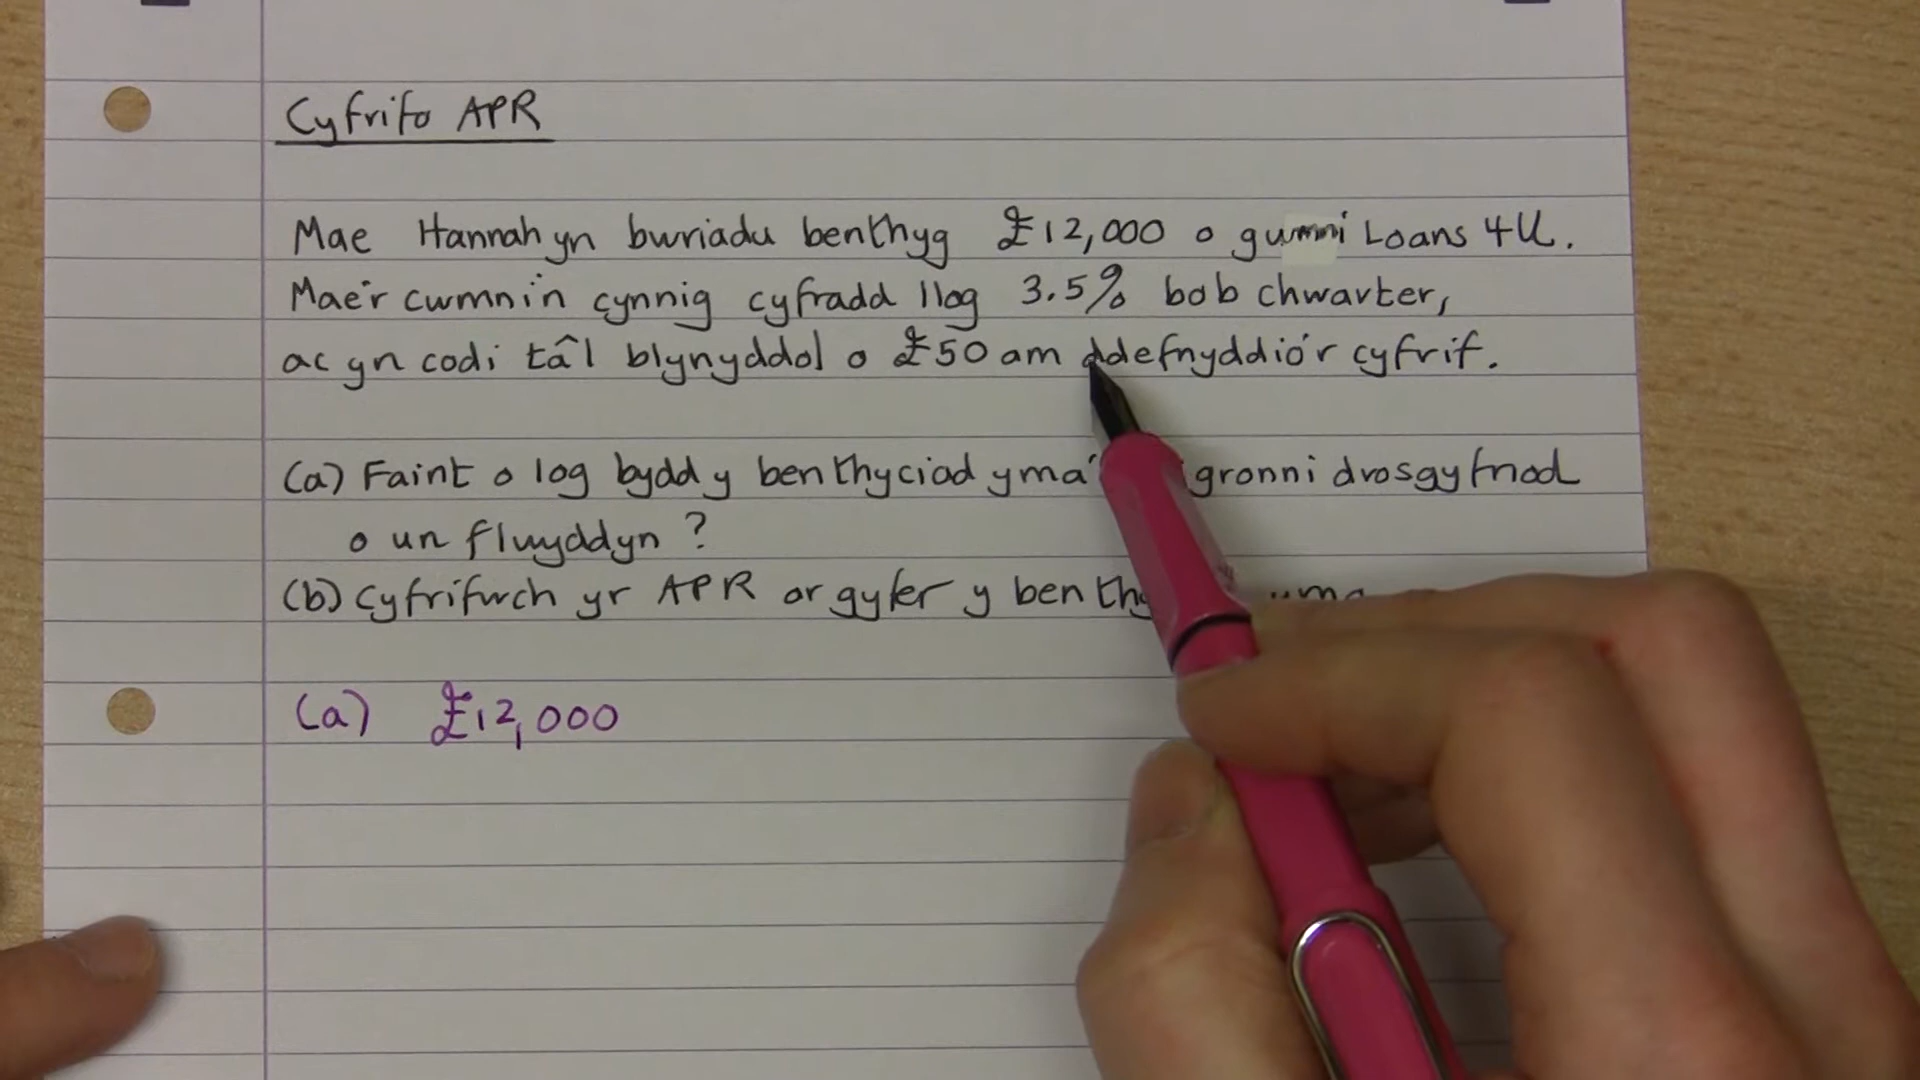 Cyfrifo APR
Mae Hannah yn bwriadu benthyg £12,000 o gwmni Loans 4U.
Mae'r cwmni'n cynnig cyfradd llog 3.5% bob chwarter,
ac yn codi tâl blynyddol o £50 am ddefnyddio'r cyfrif.
(a) Faint o log bydd y benthyciad yma' gronni dros gyfnod
o un flwyddyn?
(b) Cyfrifwch yr APR ar gyfer y
(a) £12,000